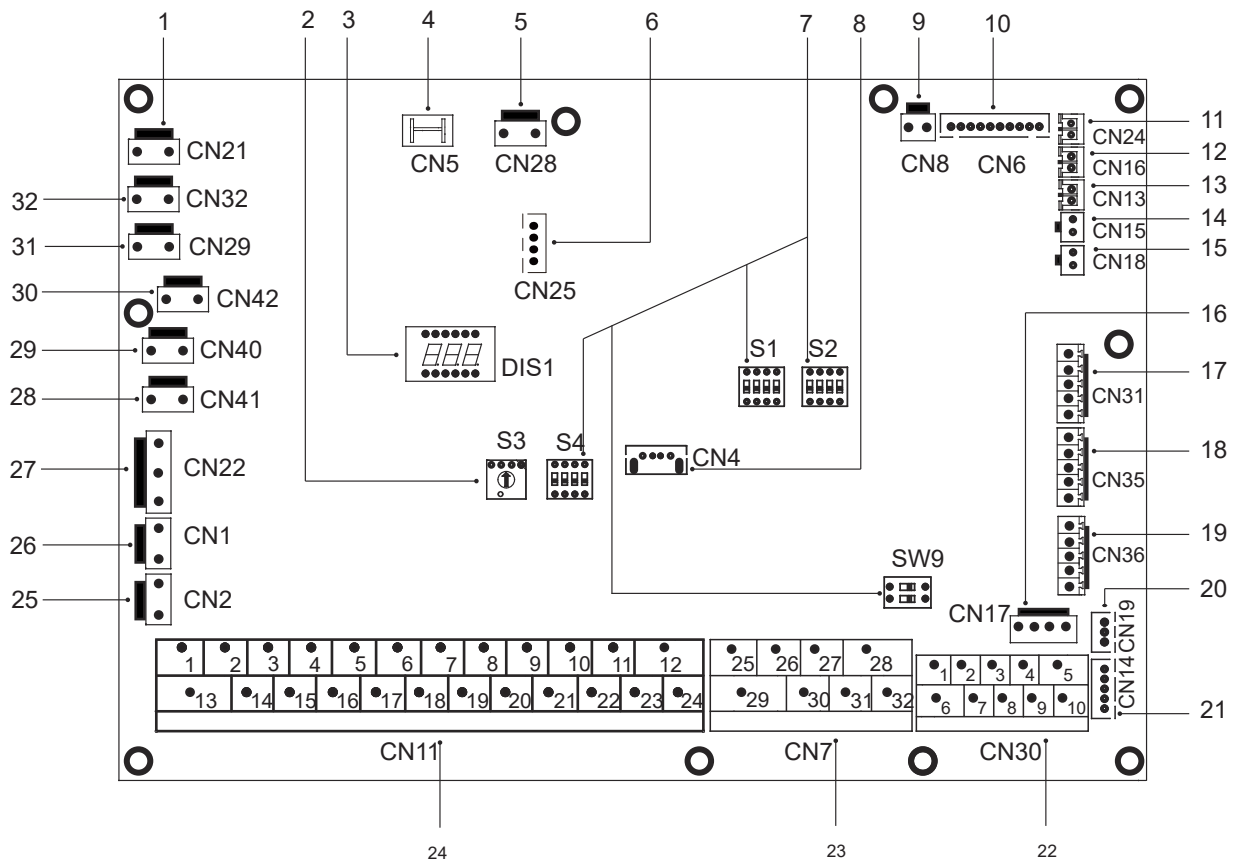 1 2 3 4 5 6 7 8 9 10
11
CN21 CN5 CN28 CN8 CN6 CN24
12
CN16
32 CN32
13
CN13
14
31 CN29 CN15
15
CN25 CN18
30 CN42
16
29 CN40 DIS1 S1 S2
17
28 CN41 CN31
S3 S4
18
27 CN22 CN4 CN35
2 8
26 CN1
19
CN36
SW9
25 CN2
20
CN17 CN19
1 2 3 4 5 6 7 8 9 10 11 12 25 26 27 28
1 2 3 4 5
13 14 15 16 17 18 19 20 21 22 23 24 29 30 31 32
6 7 8 9 10
CN14
21
CN11 CN7 CN30
24 23 22